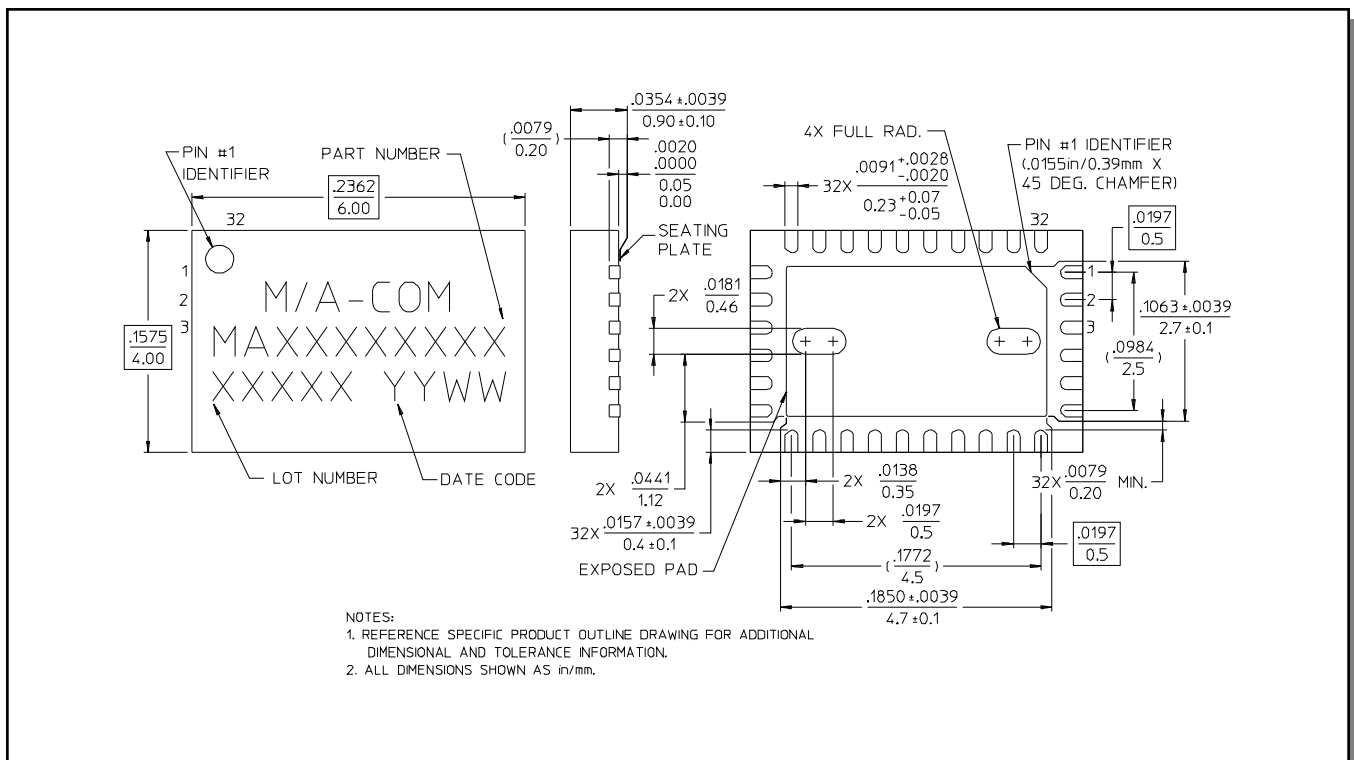 PIN #1
IDENTIFIER
PART NUMBER
.2362
6.00
32
1
2
3
.1575
4.00
M/A-COM
MAXXXXXXXXX
XXXXX YYWW
LOT NUMBER
DATE CODE
.0354 ±.0039
0.90 ±0.10
( .0079 )
0.20
.0020
.0000
0.05
0.00
SEATING
PLATE
4X FULL RAD.
PIN #1 IDENTIFIER
(.0155in/0.39mm X
45 DEG. CHAMFER)
32X .0091 +.0028
-.0020
0.23 +0.07
-0.05
32
.0197
0.5
1
2
3
2X .0181
0.46
.1063 ±.0039
2.7 ±0.1
( .0984 )
2.5
2X .0441
1.12
32X .0157 ±.0039
0.4 ±0.1
EXPOSED PAD
2X .0138
0.35
2X .0197
0.5
32X .0079 MIN.
0.20
.0197
0.5
( .1772 )
4.5
.1850 ±.0039
4.7 ±0.1
NOTES:
1. REFERENCE SPECIFIC PRODUCT OUTLINE DRAWING FOR ADDITIONAL
DIMENSIONAL AND TOLERANCE INFORMATION.
2. ALL DIMENSIONS SHOWN AS in/mm.